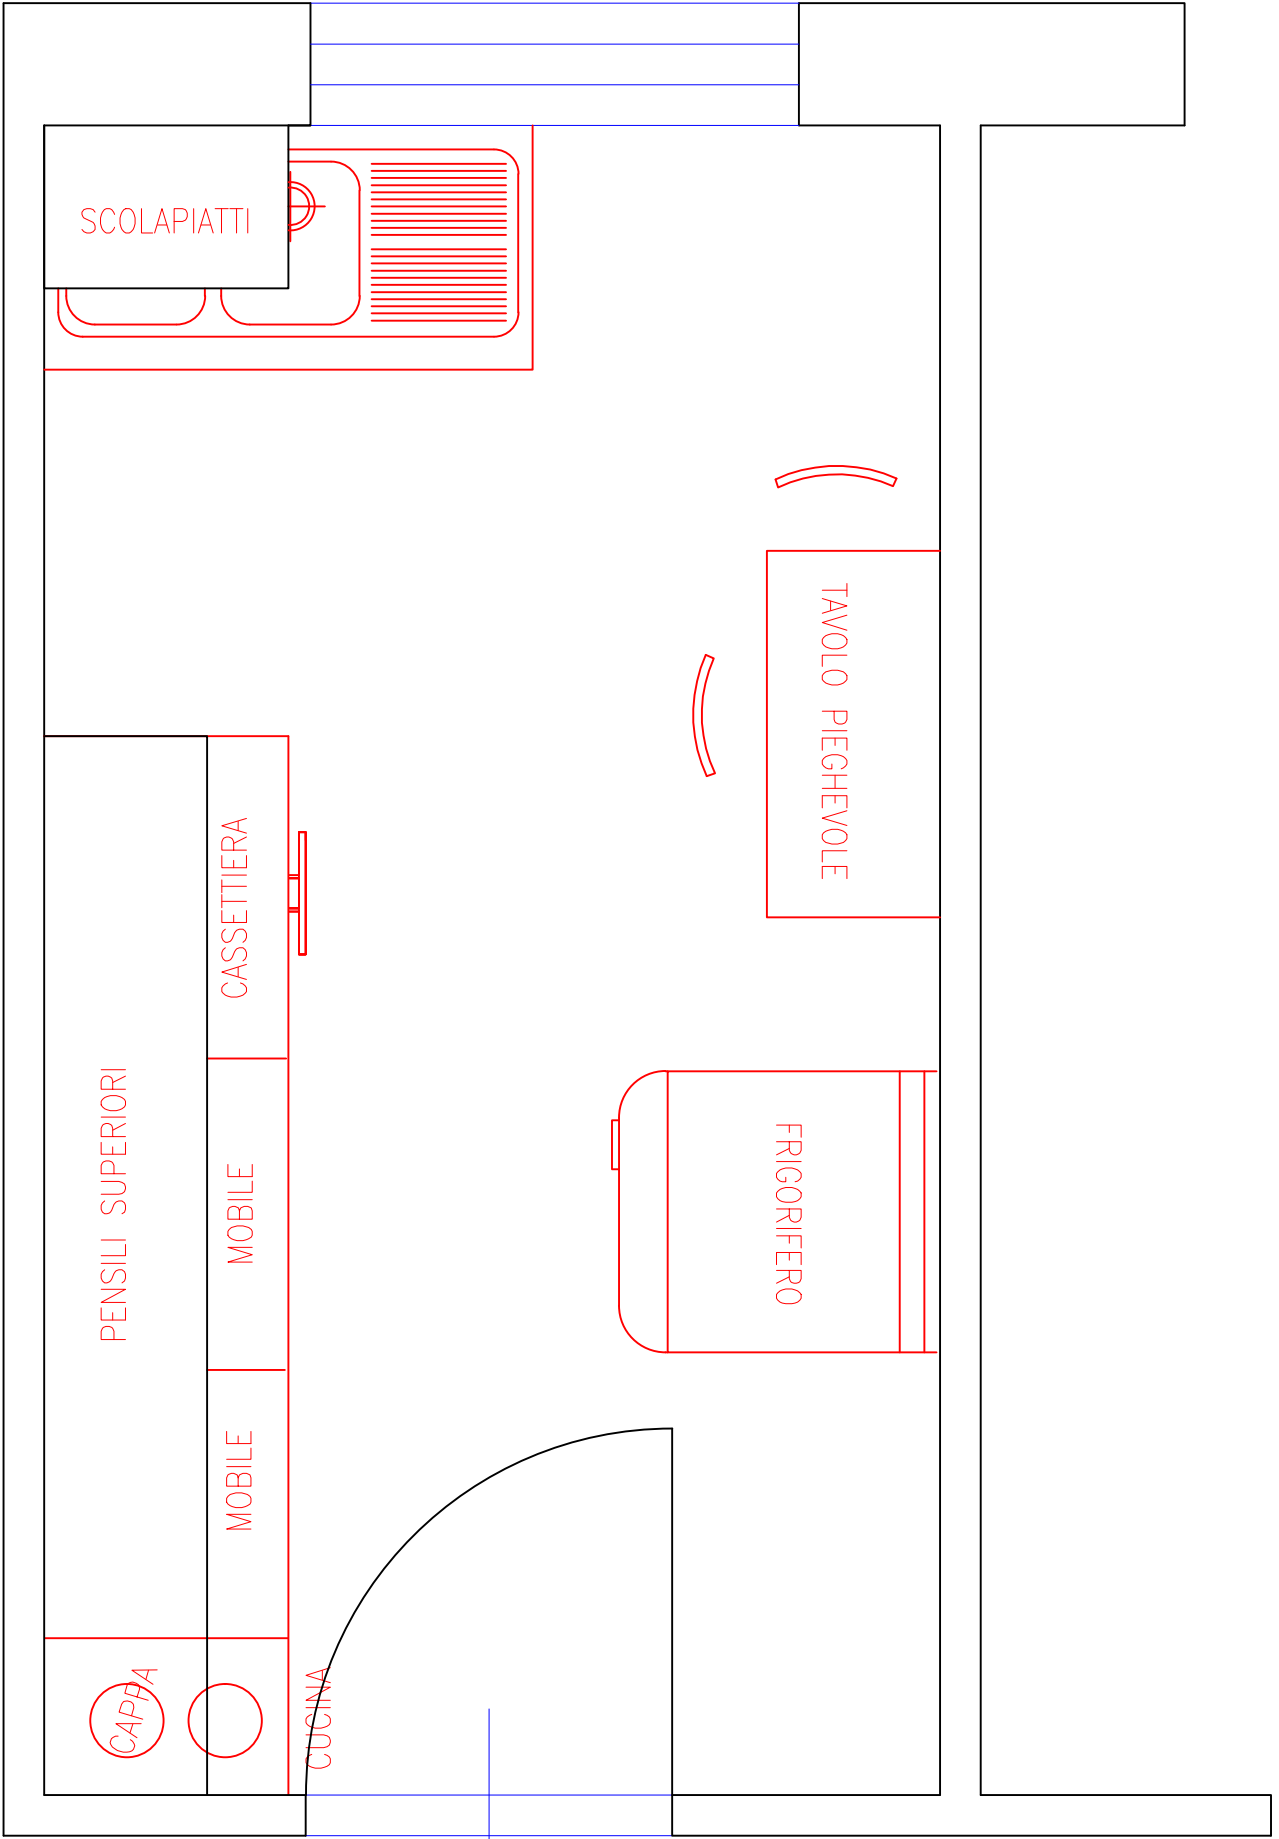 SCOLAPIATTI
TAVOLO PIEGHEVOLE
CASSETTIERA
PENSILI SUPERIORI
MOBILE
FRIGORIFERO
MOBILE
CAPPA
CUCINA